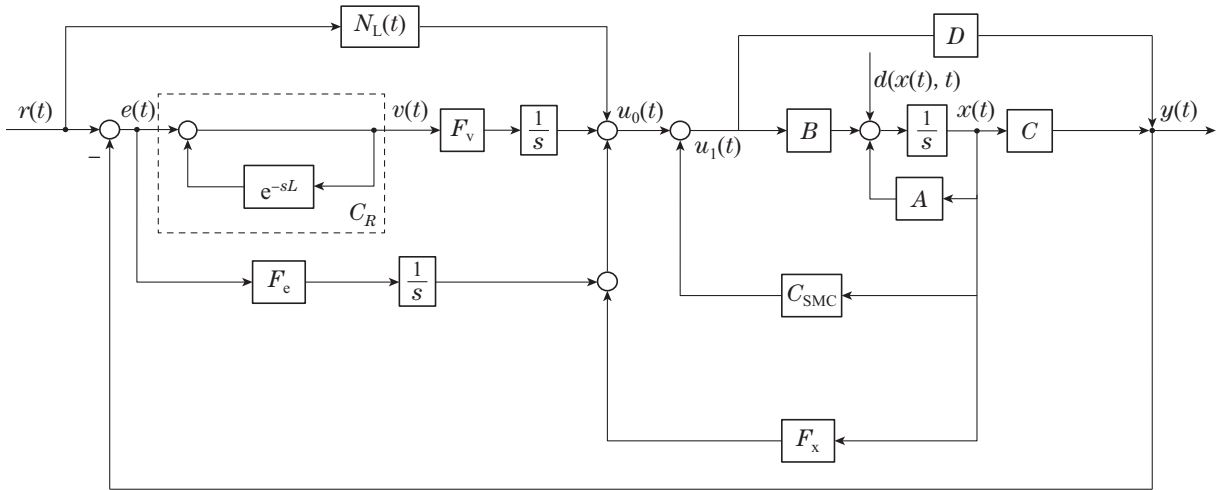 N_L(t)
D
d(x(t), t)
r(t)
e(t)
v(t)
u_0(t)
x(t)
y(t)
F_v
1/s
B
1/s
C
−
u_1(t)
e^{-sL}
A
C_R
F_e
1/s
C_SMC
F_x